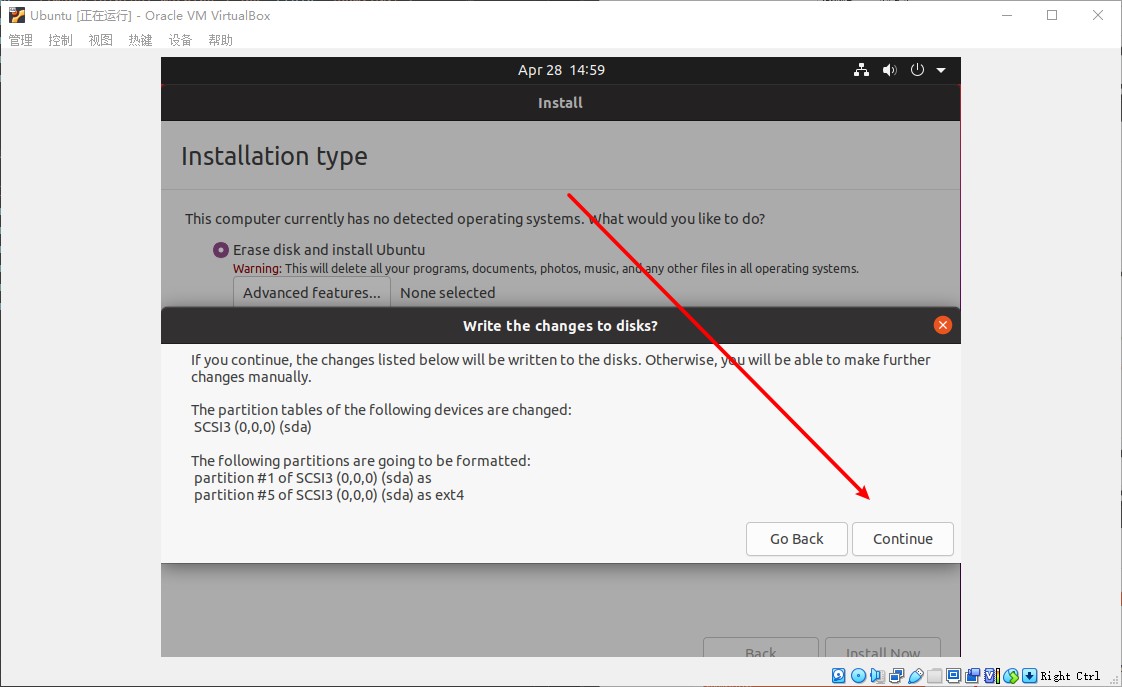 Ubuntu [正在运行] - Oracle VM VirtualBox
管理 控制 视图 热键 设备 帮助
Apr 28 14:59
Install
Installation type
This computer currently has no detected operating systems. What would you like to do?
Erase disk and install Ubuntu
Warning: This will delete all your programs, documents, photos, music, and any other files in all operating systems.
Advanced features... None selected
Write the changes to disks?
If you continue, the changes listed below will be written to the disks. Otherwise, you will be able to make further
changes manually.
The partition tables of the following devices are changed:
SCSI3 (0,0,0) (sda)
The following partitions are going to be formatted:
partition #1 of SCSI3 (0,0,0) (sda) as
partition #5 of SCSI3 (0,0,0) (sda) as ext4
Go Back Continue
Back Install Now
Right Ctrl